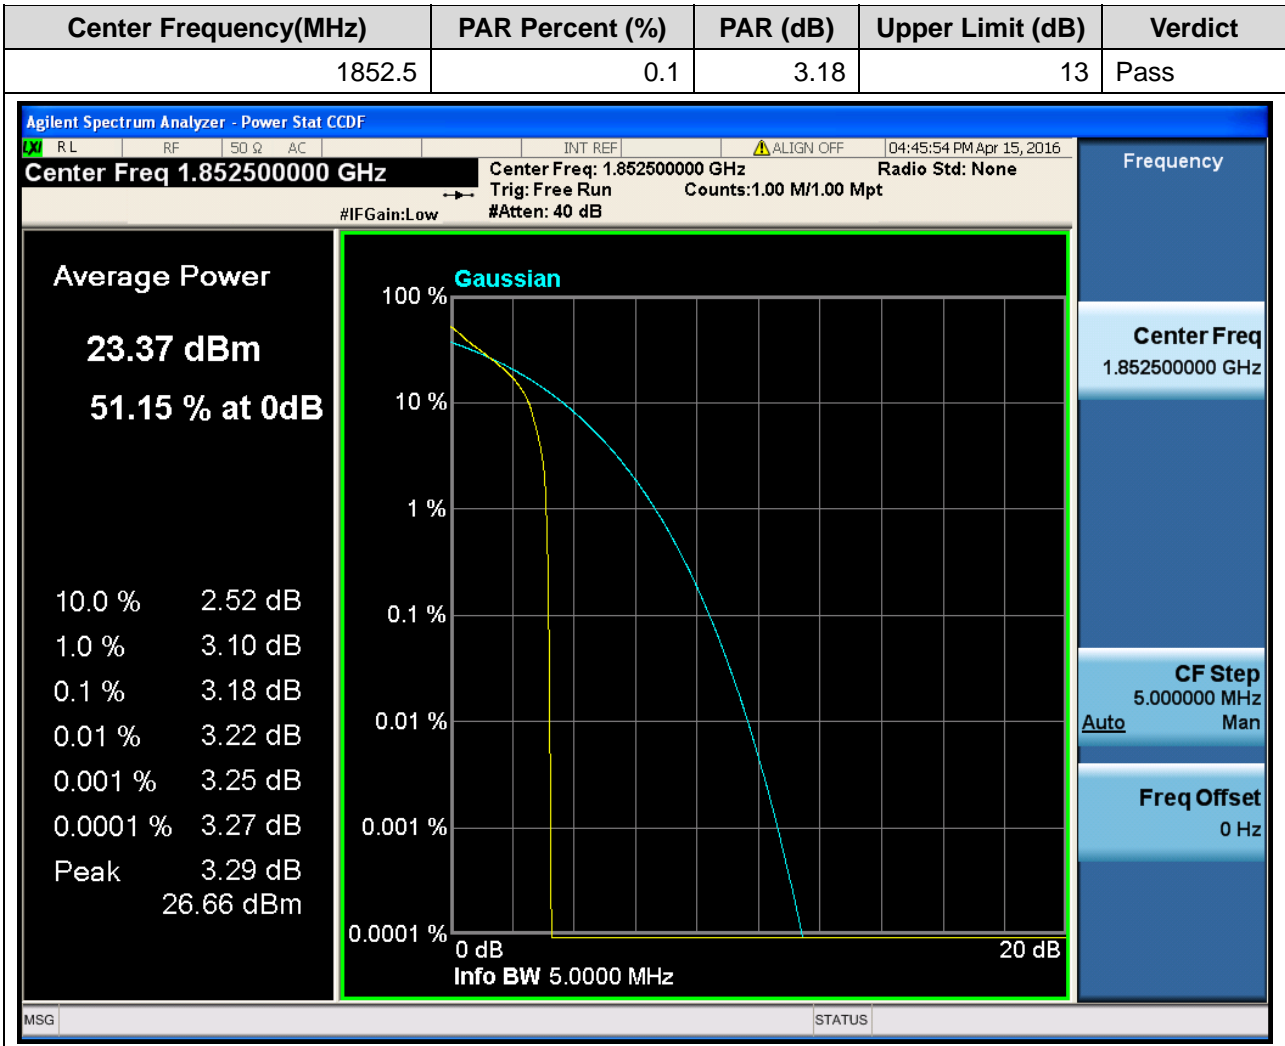 Center Frequency(MHz) PAR Percent (%) PAR (dB) Upper Limit (dB) Verdict
1852.5 0.1 3.18 13 Pass
Agilent Spectrum Analyzer - Power Stat CCDF
LXI RL RF 50 Ω AC INT REF ALIGN OFF 04:45:54 PM Apr 15, 2016
Center Freq 1.852500000 GHz
#IFGain:Low
Center Freq: 1.852500000 GHz Radio Std: None
Trig: Free Run Counts:1.00 M/1.00 Mpt
#Atten: 40 dB
Average Power
23.37 dBm
51.15 % at 0dB
10.0 % 2.52 dB
1.0 % 3.10 dB
0.1 % 3.18 dB
0.01 % 3.22 dB
0.001 % 3.25 dB
0.0001 % 3.27 dB
Peak 3.29 dB
26.66 dBm
Gaussian
100 %
10 %
1 %
0.1 %
0.01 %
0.001 %
0.0001 %
0 dB 20 dB
Info BW 5.0000 MHz
Frequency
Center Freq
1.852500000 GHz
CF Step
5.000000 MHz
Auto Man
Freq Offset
0 Hz
MSG STATUS